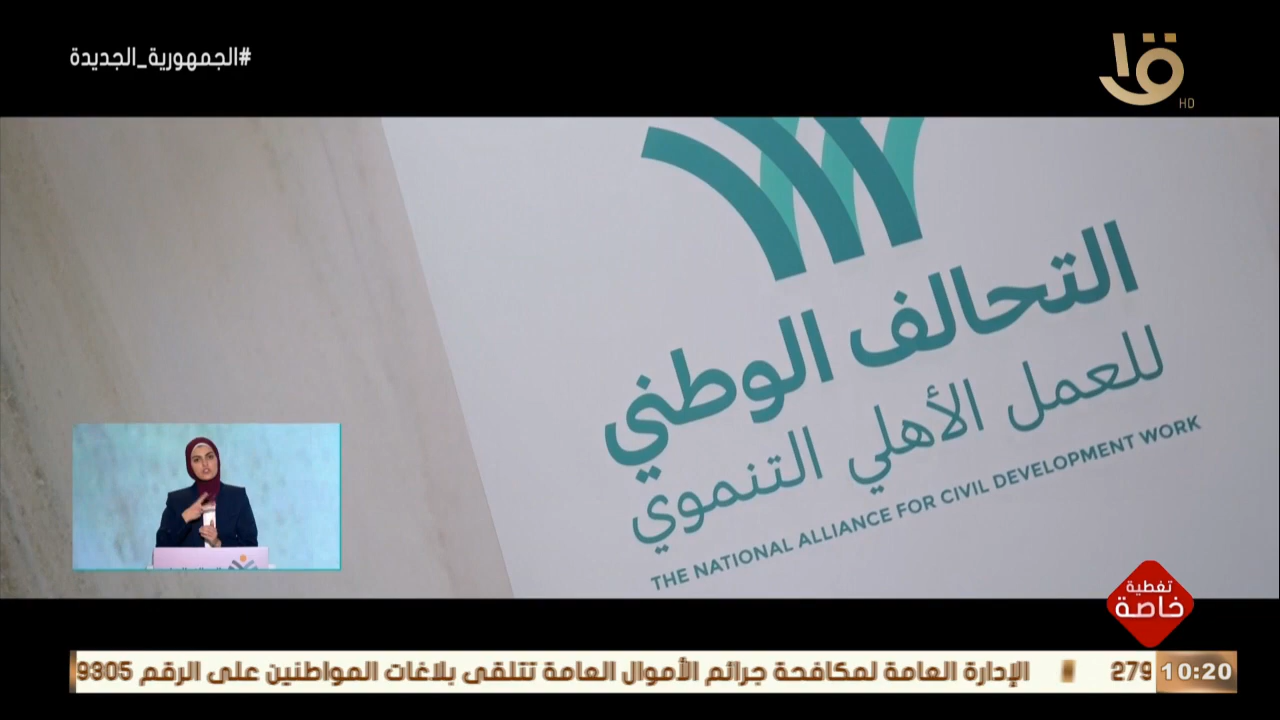 #الجمهورية_الجديدة
HD
التحالف الوطني
للعمل الأهلي التنموي
THE NATIONAL ALLIANCE FOR CIVIL DEVELOPMENT WORK
تغطية
خاصة
279 الإدارة العامة لمكافحة جرائم الأموال العامة تتلقى بلاغات المواطنين على الرقم 9805
10:20